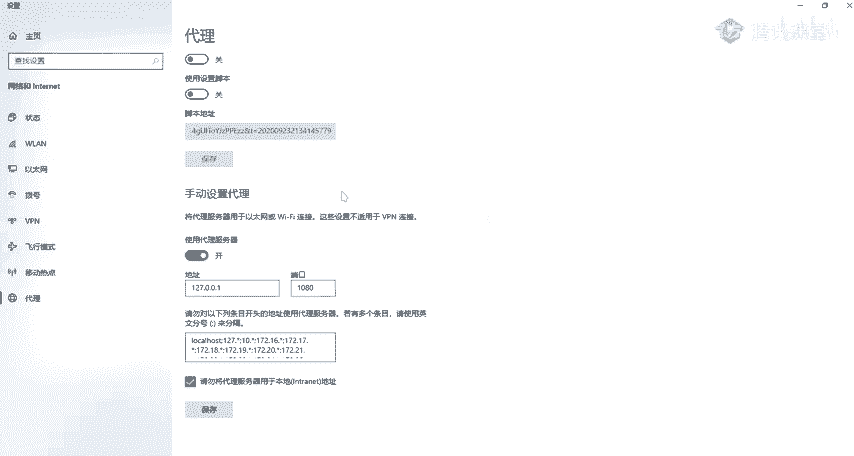 设置
主页
查找设置
网络和 Internet
状态
WLAN
以太网
拨号
VPN
飞行模式
移动热点
代理
代理
关
使用设置脚本
关
脚本地址
保存
手动设置代理
将代理服务器用于以太网或 Wi-Fi 连接。这些设置不适用于 VPN 连接。
使用代理服务器
开
地址
端口
127.0.0.1
1080
请勿对以下列条目开头的地址使用代理服务器。若有多个条目，请使用英
文分号 (;) 来分隔。
localhost;127.*;10.*;172.16.*;172.17.
*;172.18.*;172.19.*;172.20.*;172.21.
请勿将代理服务器用于本地(Intranet)地址
保存